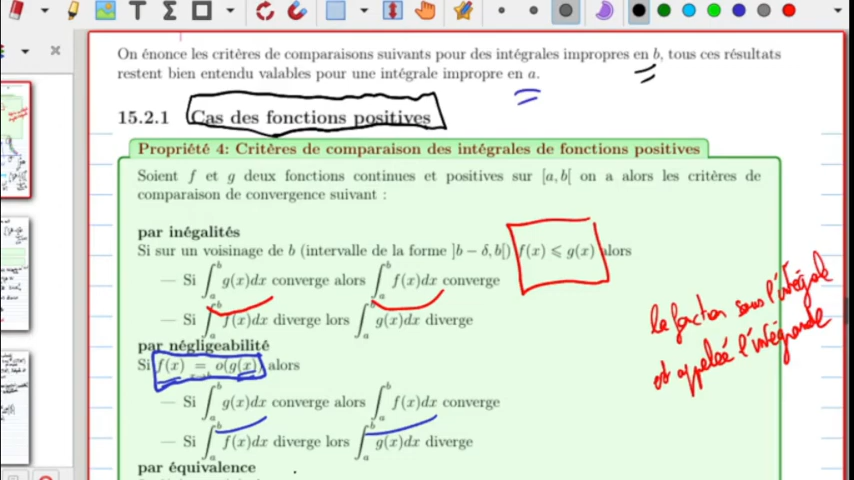 On énonce les critères de comparaisons suivants pour des intégrales impropres en b, tous ces résultats
restent bien entendu valables pour une intégrale impropre en a.
15.2.1 Cas des fonctions positives
Propriété 4: Critères de comparaison des intégrales de fonctions positives
Soient f et g deux fonctions continues et positives sur [a, b[ on a alors les critères de
comparaison de convergence suivant :
par inégalités
Si sur un voisinage de b (intervalle de la forme ]b − δ, b[) f(x) ⩽ g(x) alors
— Si ∫_a^b g(x)dx converge alors ∫_a^b f(x)dx converge
— Si ∫_a^b f(x)dx diverge lors ∫_a^b g(x)dx diverge
la fonction sous l'intégral
est appelée l'intégrande
par négligeabilité
Si f(x) = o(g(x)) alors
— Si ∫_a^b g(x)dx converge alors ∫_a^b f(x)dx converge
— Si ∫_a^b f(x)dx diverge lors ∫_a^b g(x)dx diverge
par équivalence